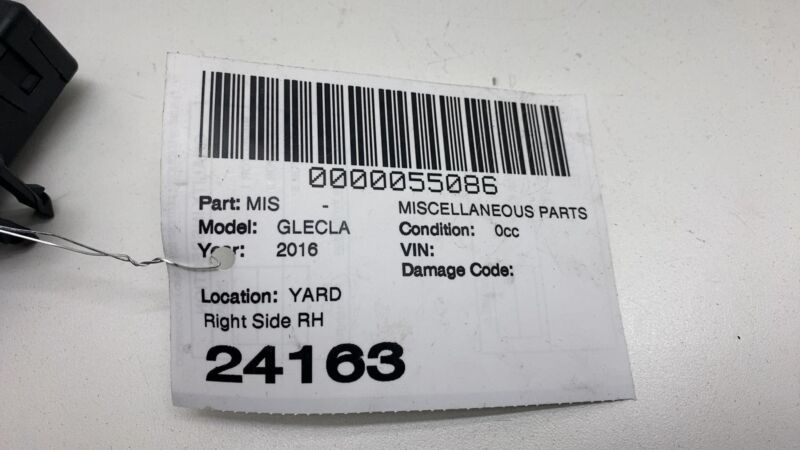 0000055086
Part: MIS - MISCELLANEOUS PARTS
Model: GLECLA Condition: 0cc
Year: 2016 VIN:
Damage Code:
Location: YARD
Right Side RH
24163